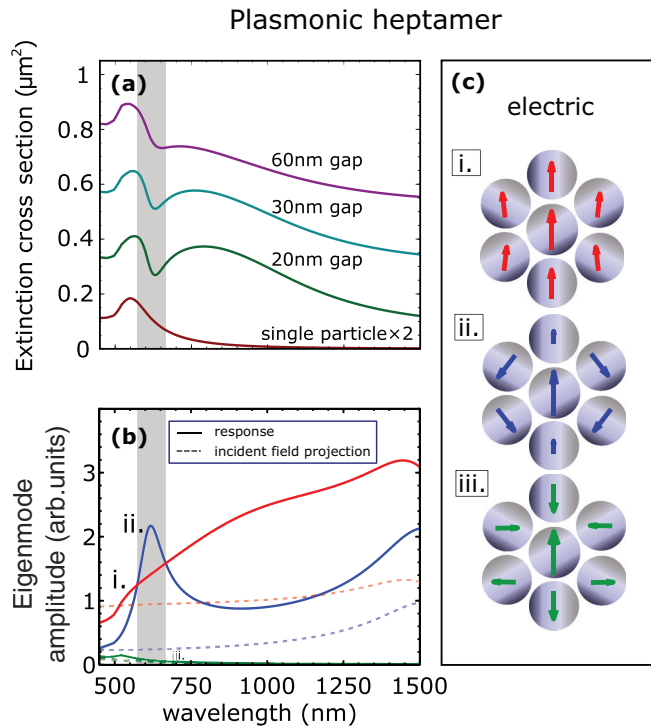 Plasmonic heptamer
Extinction cross section (µm²)
1
0.8
0.6
0.4
0.2
0
(a)
60nm gap
30nm gap
20nm gap
single particle×2
Eigenmode
amplitude (arb.units)
3
2
1
0
(b)
response
incident field projection
ii.
i.
iii.
500
750
1000
1250
1500
wavelength (nm)
(c)
electric
i.
ii.
iii.